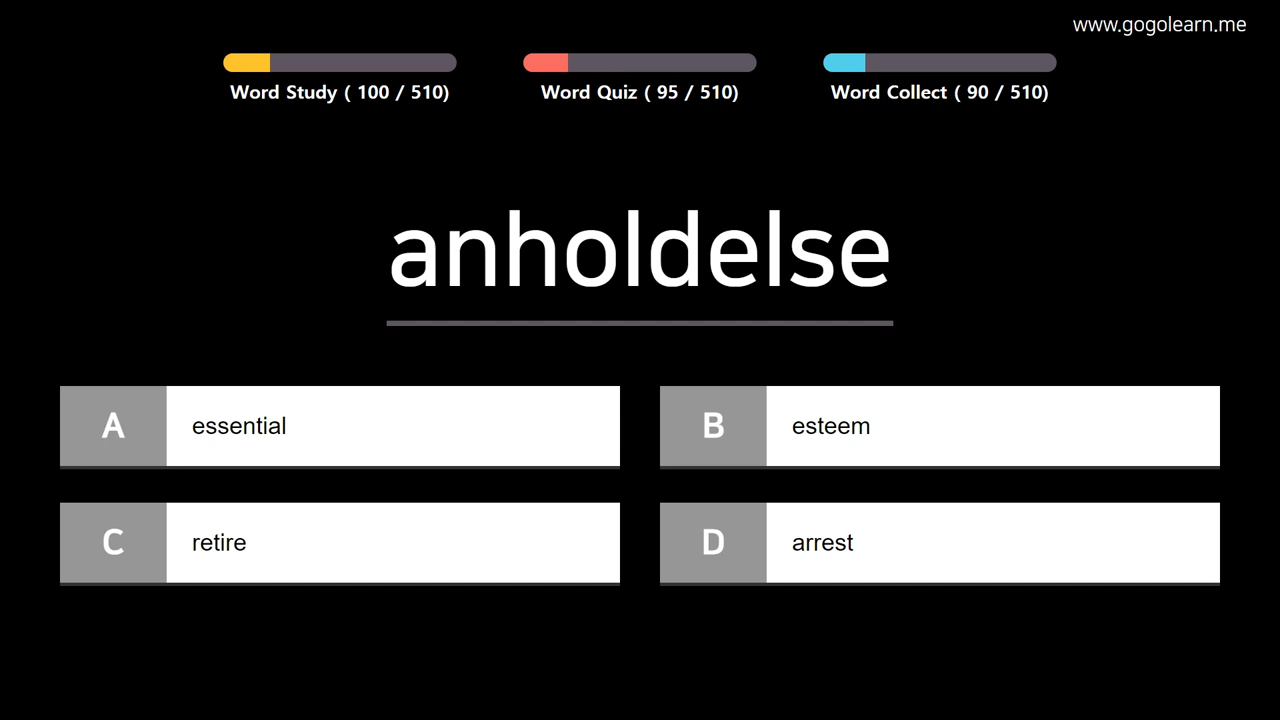 www.gogolearn.me
Word Study ( 100 / 510)
Word Quiz ( 95 / 510)
Word Collect ( 90 / 510)
anholdelse
A essential
B esteem
C retire
D arrest